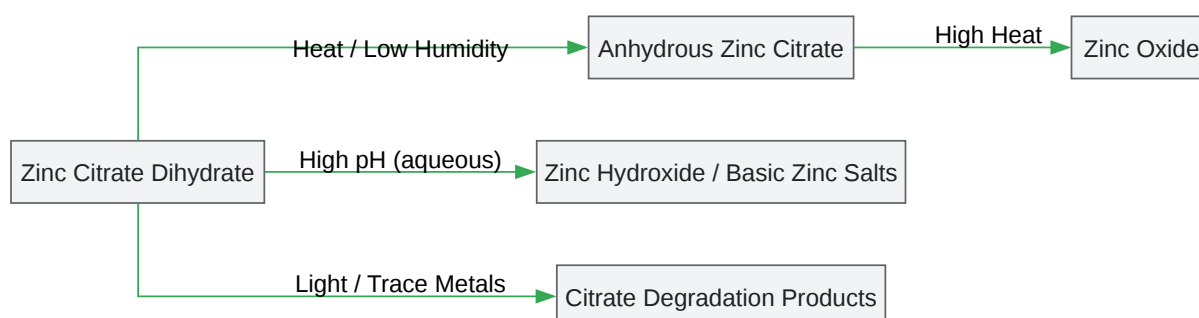 Heat / Low Humidity
Anhydrous Zinc Citrate
High Heat
Zinc Oxide
Zinc Citrate Dihydrate
High pH (aqueous)
Zinc Hydroxide / Basic Zinc Salts
Light / Trace Metals
Citrate Degradation Products